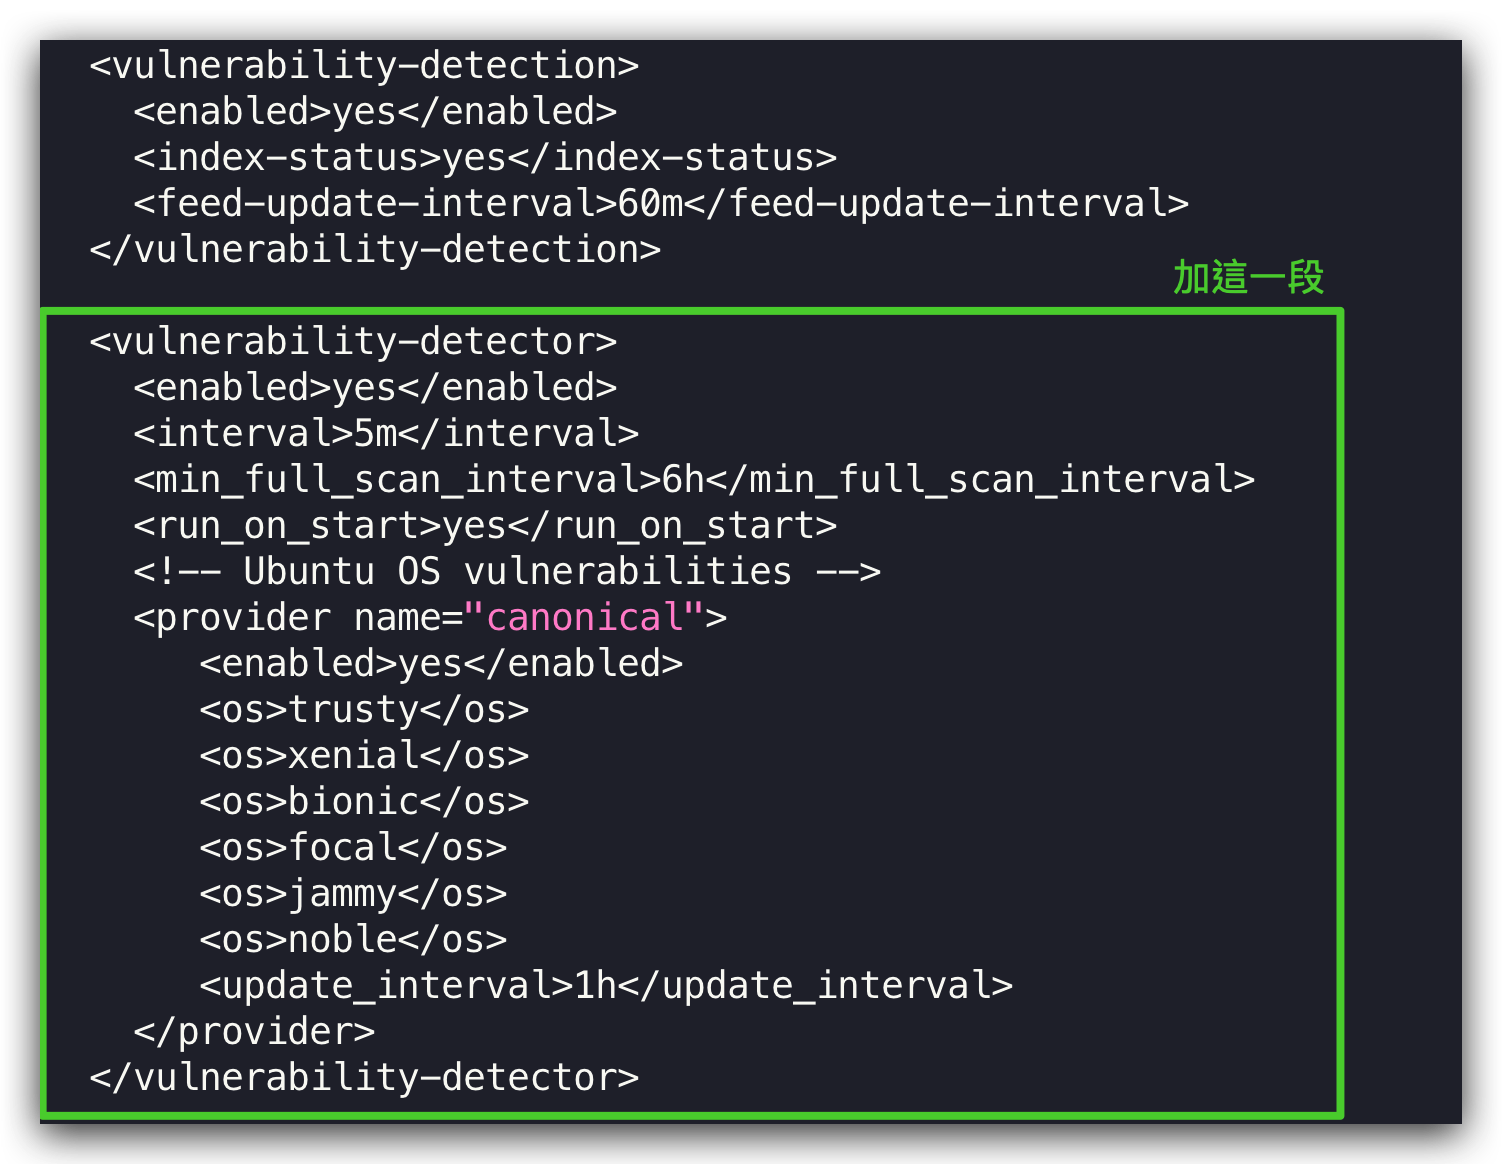 <vulnerability-detection>
  <enabled>yes</enabled>
  <index-status>yes</index-status>
  <feed-update-interval>60m</feed-update-interval>
</vulnerability-detection>
加這一段
<vulnerability-detector>
  <enabled>yes</enabled>
  <interval>5m</interval>
  <min_full_scan_interval>6h</min_full_scan_interval>
  <run_on_start>yes</run_on_start>
  <!-- Ubuntu OS vulnerabilities -->
  <provider name="canonical">
     <enabled>yes</enabled>
     <os>trusty</os>
     <os>xenial</os>
     <os>bionic</os>
     <os>focal</os>
     <os>jammy</os>
     <os>noble</os>
     <update_interval>1h</update_interval>
  </provider>
</vulnerability-detector>